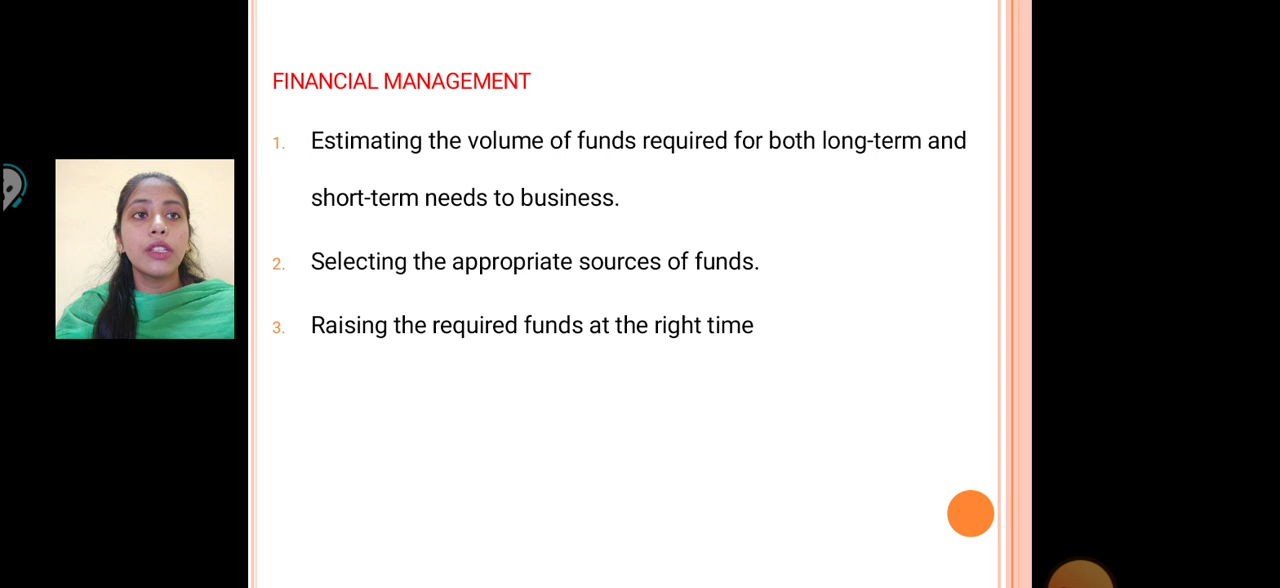 FINANCIAL MANAGEMENT
1. Estimating the volume of funds required for both long-term and
short-term needs to business.
2. Selecting the appropriate sources of funds.
3. Raising the required funds at the right time